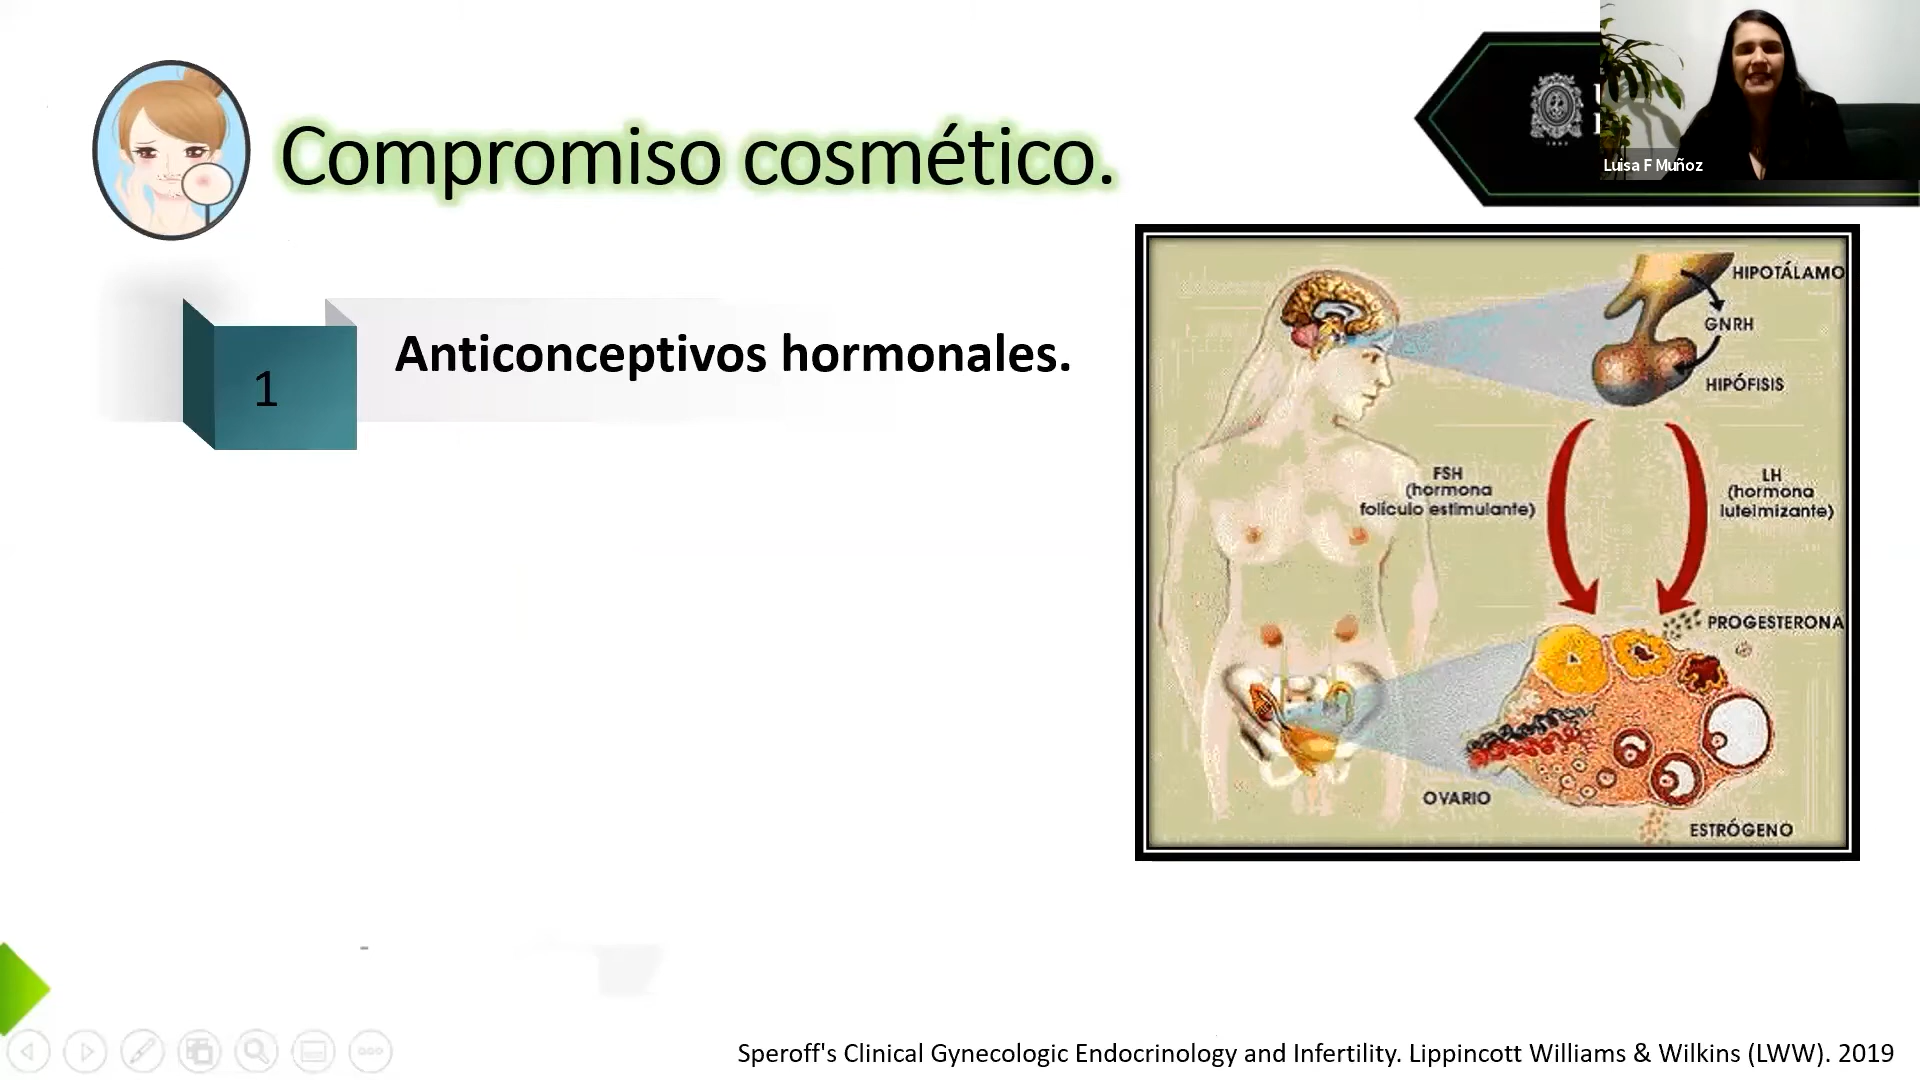 Compromiso cosmético.
Luisa F Muñoz
1
Anticonceptivos hormonales.
HIPOTÁLAMO
GNRH
HIPÓFISIS
FSH
(hormona
folículo estimulante)
LH
(hormona
luteimizante)
PROGESTERONA
OVARIO
ESTRÓGENO
Speroff's Clinical Gynecologic Endocrinology and Infertility. Lippincott Williams & Wilkins (LWW). 2019